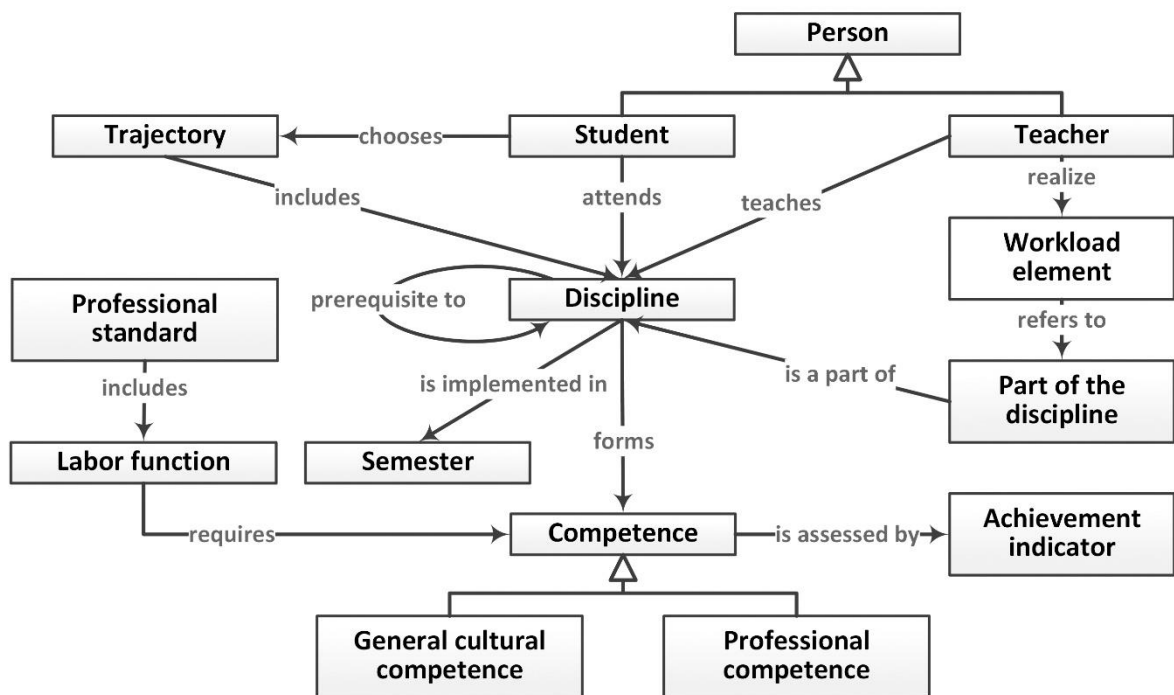 Person
Trajectory
chooses
Student
Teacher
includes
attends
teaches
realize
Workload
element
Professional
standard
prerequisite to
Discipline
refers to
includes
is implemented in
is a part of
Part of the
discipline
Labor function
Semester
forms
requires
Competence
is assessed by
Achievement
indicator
General cultural
competence
Professional
competence